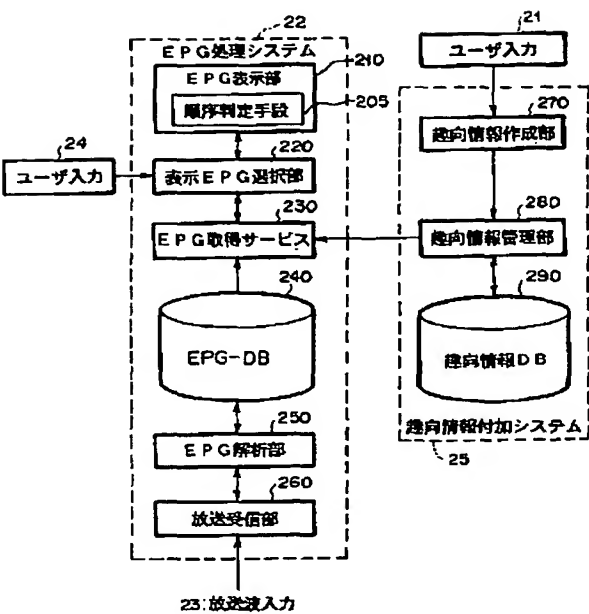 22
21
EPG処理システム
210
EPG表示部
205
順序判定手段
ユーザ入力
270
趣向情報作成部
24
ユーザ入力
220
表示EPG選択部
230
EPG取得サービス
280
趣向情報管理部
240
EPG-DB
290
趣向情報DB
250
EPG解析部
趣向情報付加システム
25
260
放送受信部
23:放送波入力